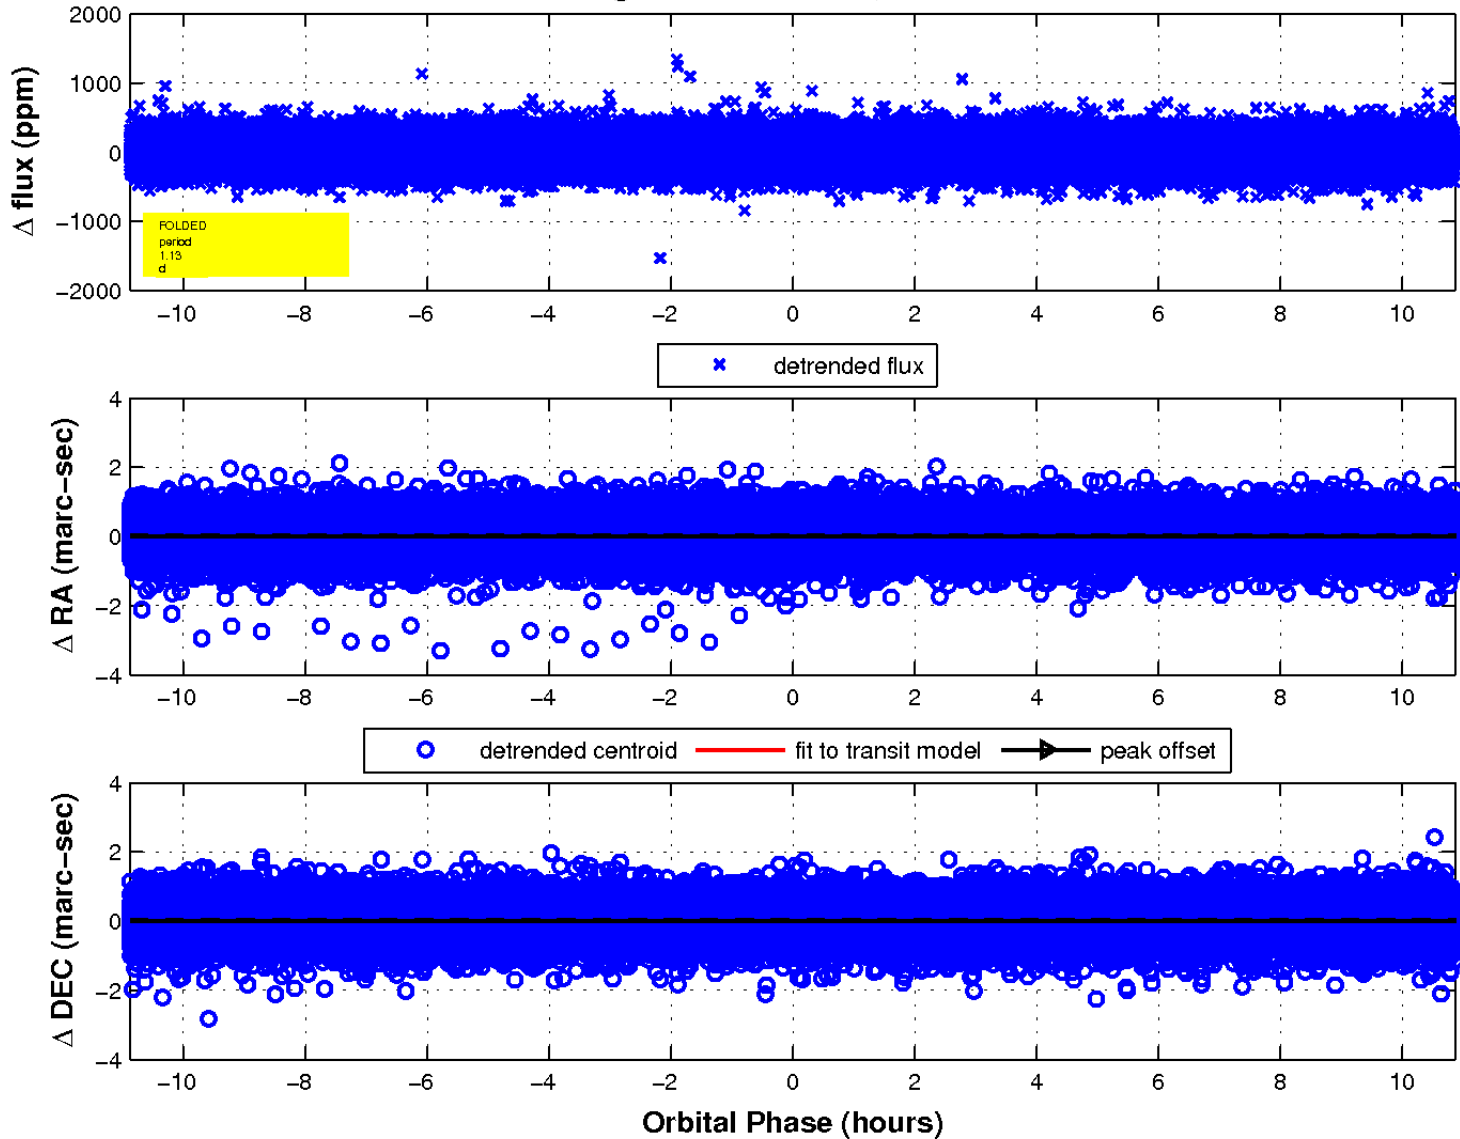 2000
1000
0
−1000
−2000
Δ flux (ppm)
FOLDED
period
1.13
d
−10 −8 −6 −4 −2 0 2 4 6 8 10
detrended flux
4
2
0
−2
−4
Δ RA (marc−sec)
−10 −8 −6 −4 −2 0 2 4 6 8 10
detrended centroid fit to transit model peak offset
4
2
0
−2
−4
Δ DEC (marc−sec)
−10 −8 −6 −4 −2 0 2 4 6 8 10
Orbital Phase (hours)